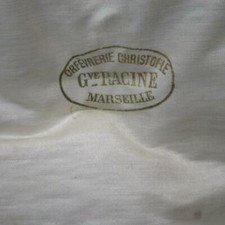 ORFÈVRERIE CHRISTOFLE
Gve RACINE
MARSEILLE